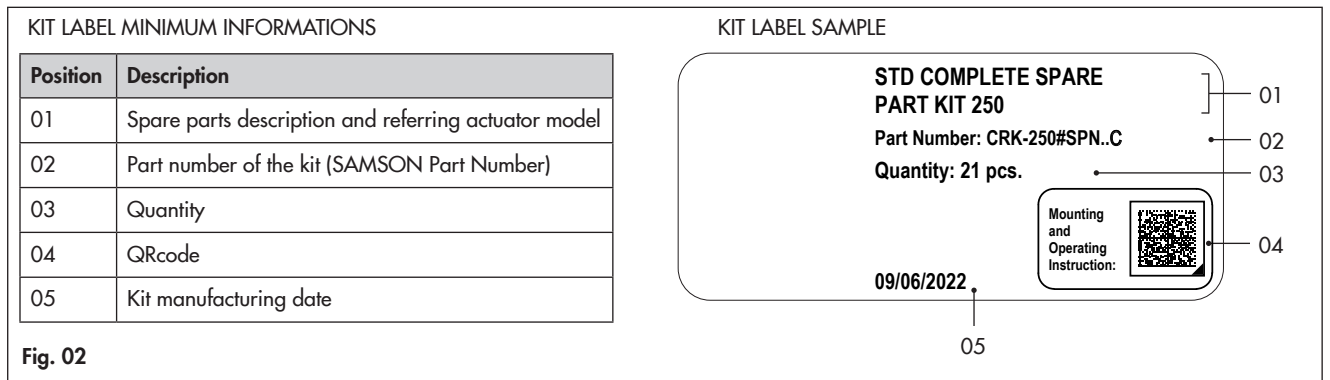 KIT LABEL MINIMUM INFORMATIONS
Position Description
01 Spare parts description and referring actuator model
02 Part number of the kit (SAMSON Part Number)
03 Quantity
04 QRcode
05 Kit manufacturing date
Fig. 02
KIT LABEL SAMPLE
STD COMPLETE SPARE
PART KIT 250
01
Part Number: CRK-250#SPN..C
02
Quantity: 21 pcs.
03
Mounting
and
Operating
Instruction:
04
09/06/2022
05